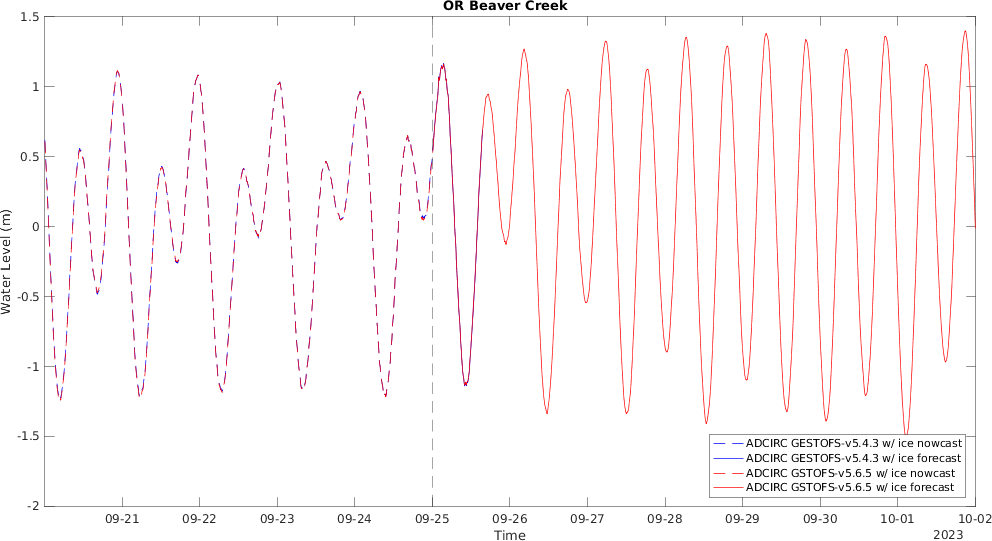 OR Beaver Creek
1.5
1
0.5
0
-0.5
-1
-1.5
-2
Water Level (m)
09-21 09-22 09-23 09-24 09-25 09-26 09-27 09-28 09-29 09-30 10-01 10-02
Time
2023
ADCIRC GESTOFS-v5.4.3 w/ ice nowcast
ADCIRC GESTOFS-v5.4.3 w/ ice forecast
ADCIRC GSTOFS-v5.6.5 w/ ice nowcast
ADCIRC GSTOFS-v5.6.5 w/ ice forecast